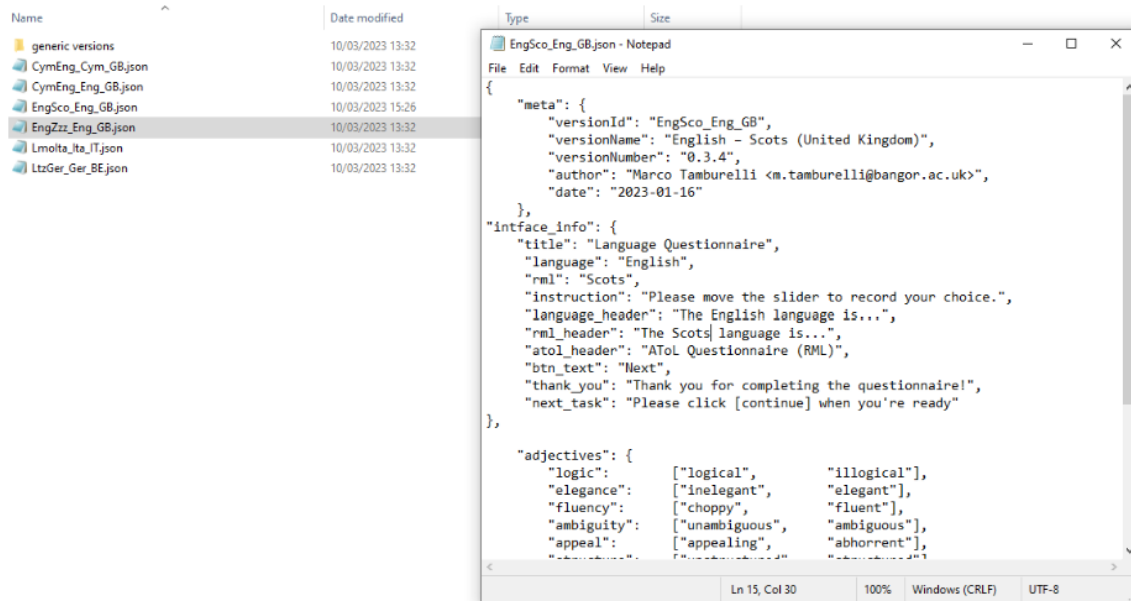 Name Date modified Type Size
generic versions 10/03/2023 13:32
CymEng_Cym_GB.json 10/03/2023 13:32
CymEng_Eng_GB.json 10/03/2023 13:32
EngSco_Eng_GB.json 10/03/2023 15:26
EngZzz_Eng_GB.json 10/03/2023 13:32
LmoIta_Ita_IT.json 10/03/2023 13:32
LtzGer_Ger_BE.json 10/03/2023 13:32
EngSco_Eng_GB.json - Notepad
File Edit Format View Help
{
"meta": {
"versionId": "EngSco_Eng_GB",
"versionName": "English – Scots (United Kingdom)",
"versionNumber": "0.3.4",
"author": "Marco Tamburelli <m.tamburelli@bangor.ac.uk>",
"date": "2023-01-16"
},
"intface_info": {
"title": "Language Questionnaire",
"language": "English",
"rml": "Scots",
"instruction": "Please move the slider to record your choice.",
"language_header": "The English language is...",
"rml_header": "The Scots language is...",
"atol_header": "AToL Questionnaire (RML)",
"btn_text": "Next",
"thank_you": "Thank you for completing the questionnaire!",
"next_task": "Please click [continue] when you're ready"
},
"adjectives": {
"logic": ["logical", "illogical"],
"elegance": ["inelegant", "elegant"],
"fluency": ["choppy", "fluent"],
"ambiguity": ["unambiguous", "ambiguous"],
"appeal": ["appealing", "abhorrent"],
Ln 15, Col 30 100% Windows (CRLF) UTF-8